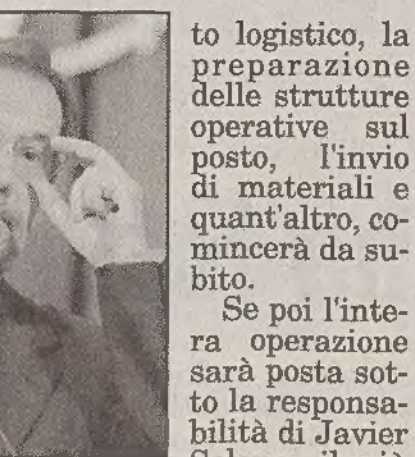 to logistico, la
preparazione
delle strutture
operative sul
posto, l'invio
di materiali e
quant'altro, co-
mincerà da su-
bito.
Se poi l'inte-
ra operazione
sarà posta sot-
to la responsa-
bilità di Javier